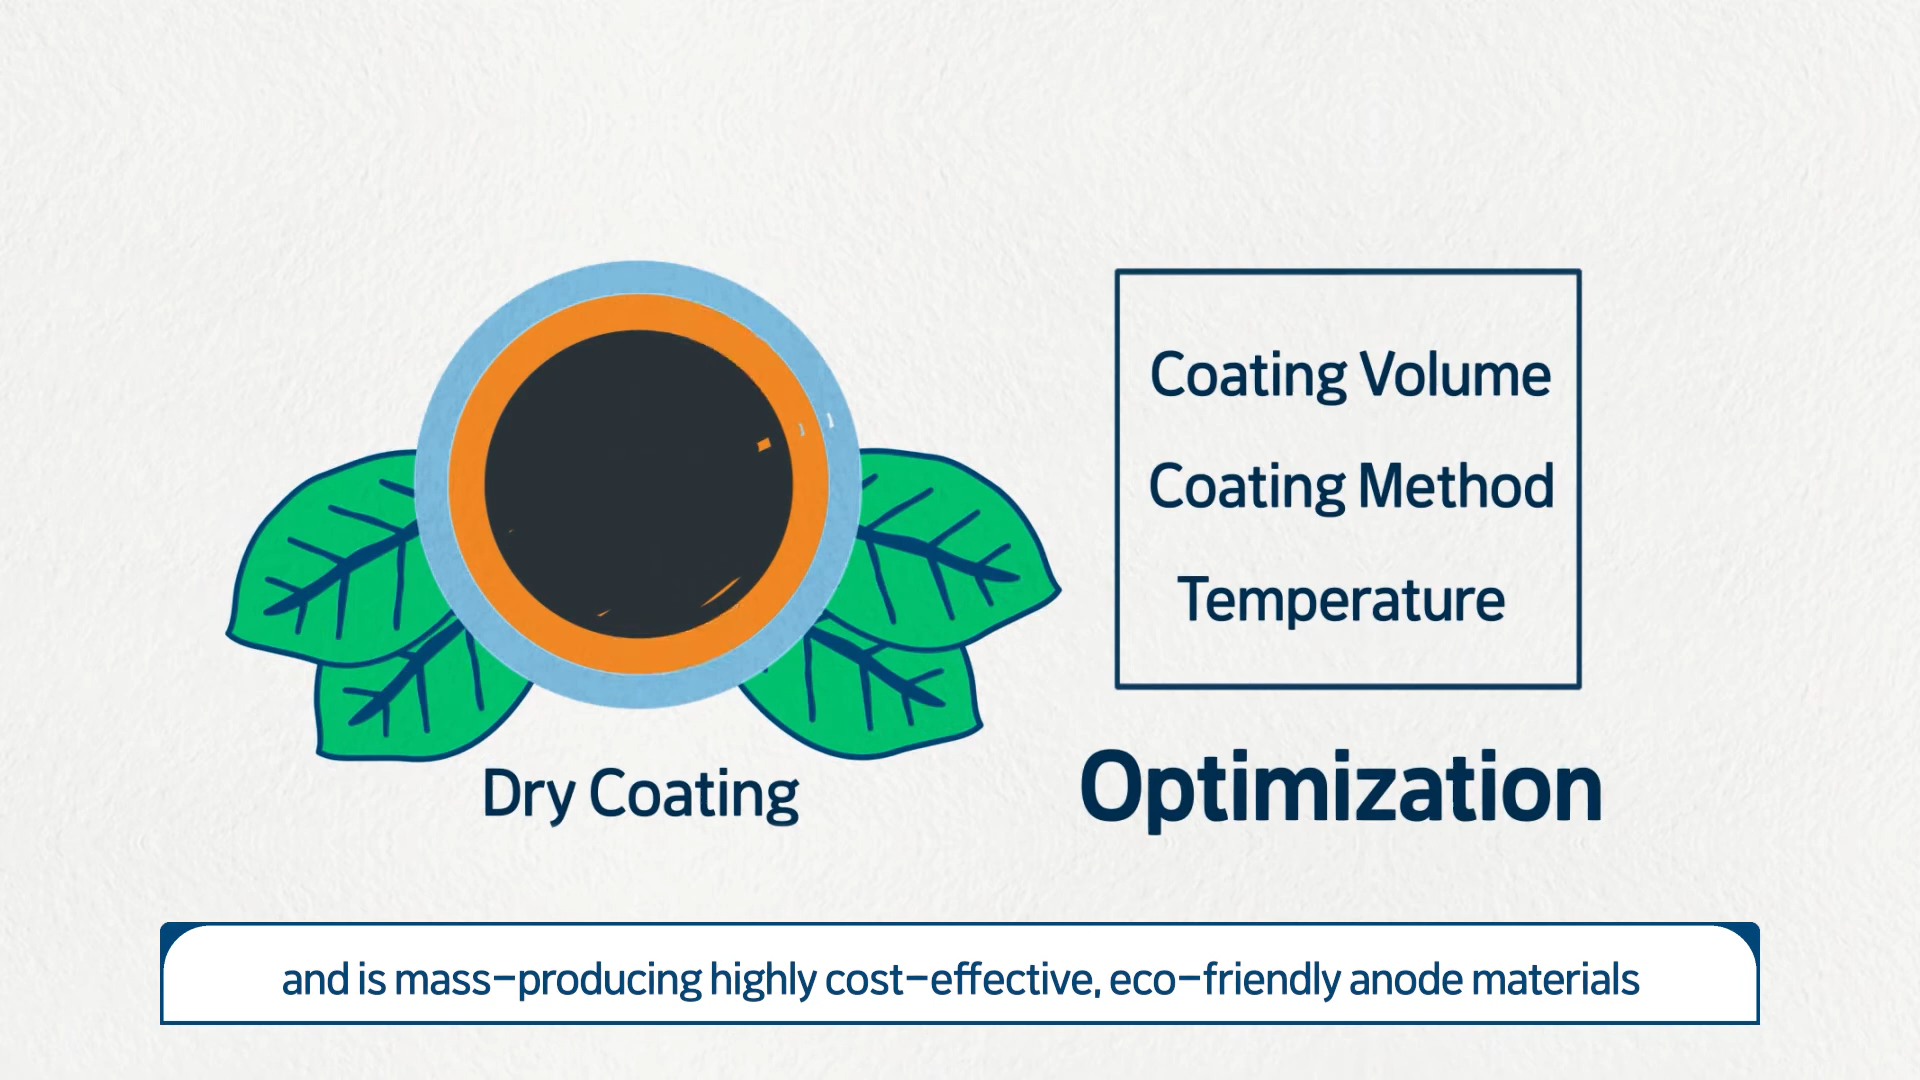 Coating Volume
Coating Method
Temperature
Dry Coating
Optimization
and is mass-producing highly cost-effective, eco-friendly anode materials